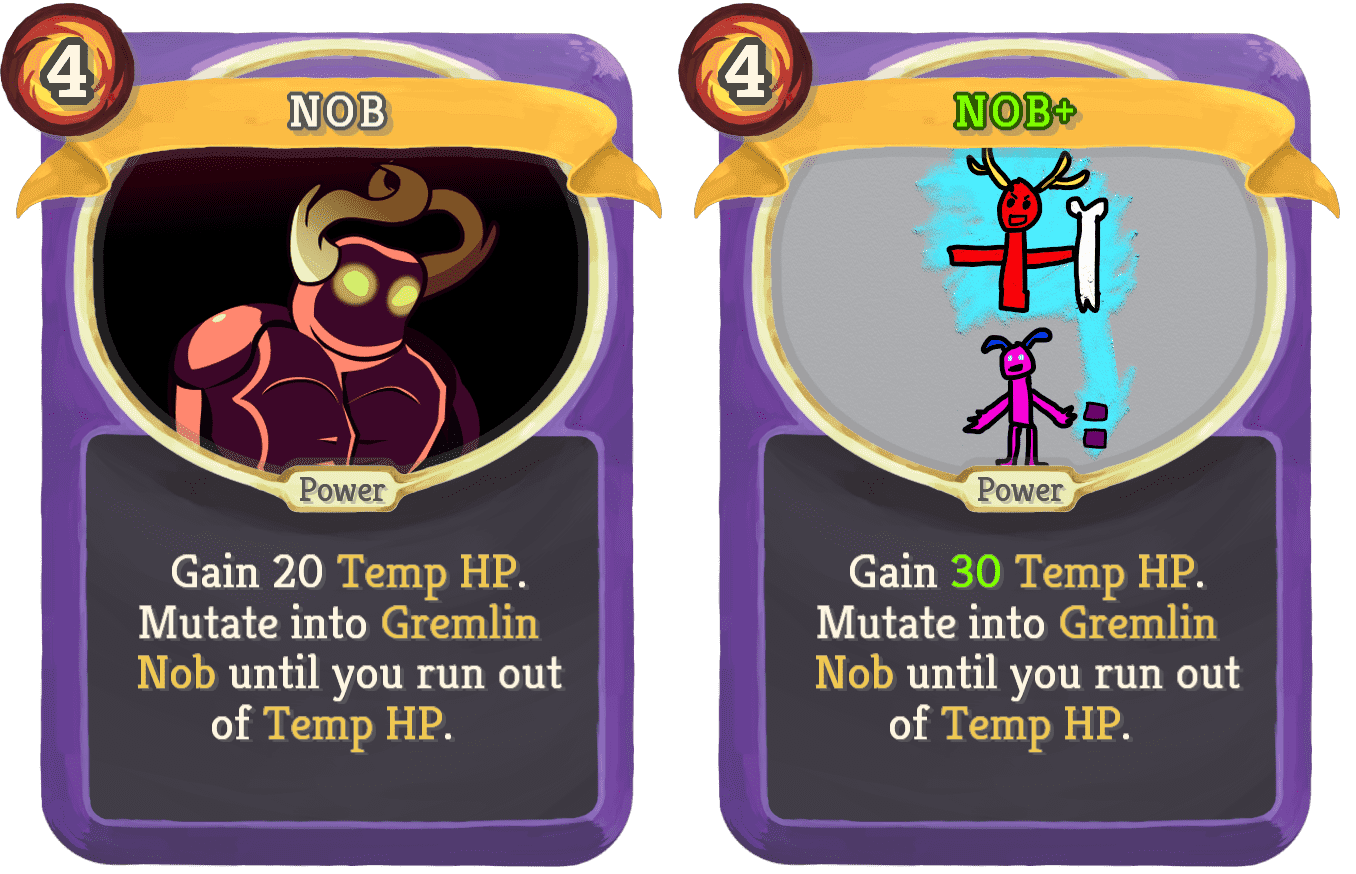 4
NOB
Power
Gain 20 Temp HP.
Mutate into Gremlin
Nob until you run out
of Temp HP.
4
NOB+
Power
Gain 30 Temp HP.
Mutate into Gremlin
Nob until you run out
of Temp HP.